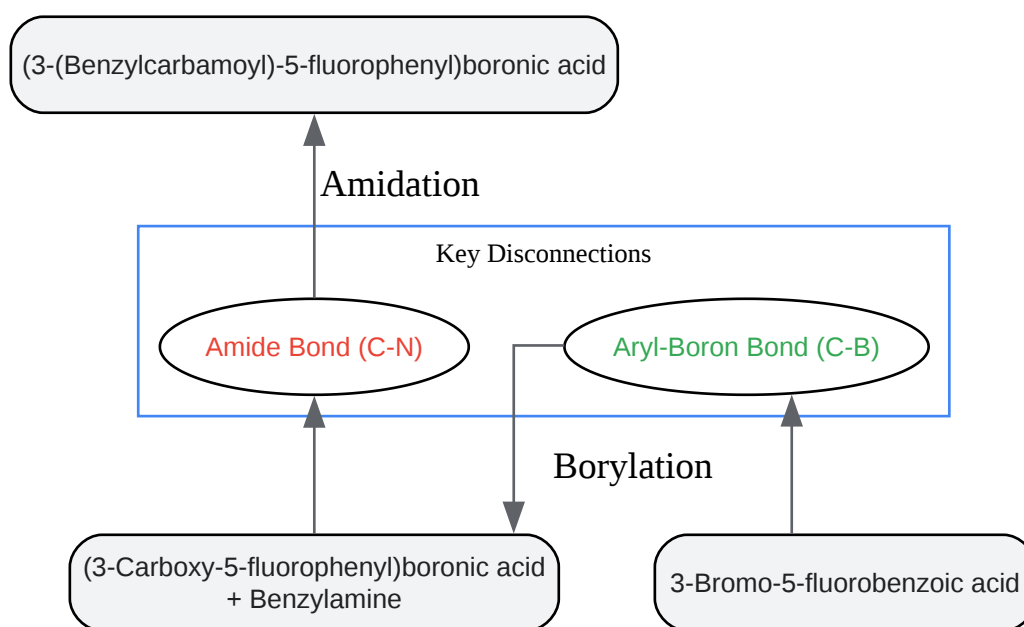 (3-(Benzylcarbamoyl)-5-fluorophenyl)boronic acid
Amidation
Key Disconnections
Amide Bond (C-N)
Aryl-Boron Bond (C-B)
Borylation
(3-Carboxy-5-fluorophenyl)boronic acid
+ Benzylamine
3-Bromo-5-fluorobenzoic acid